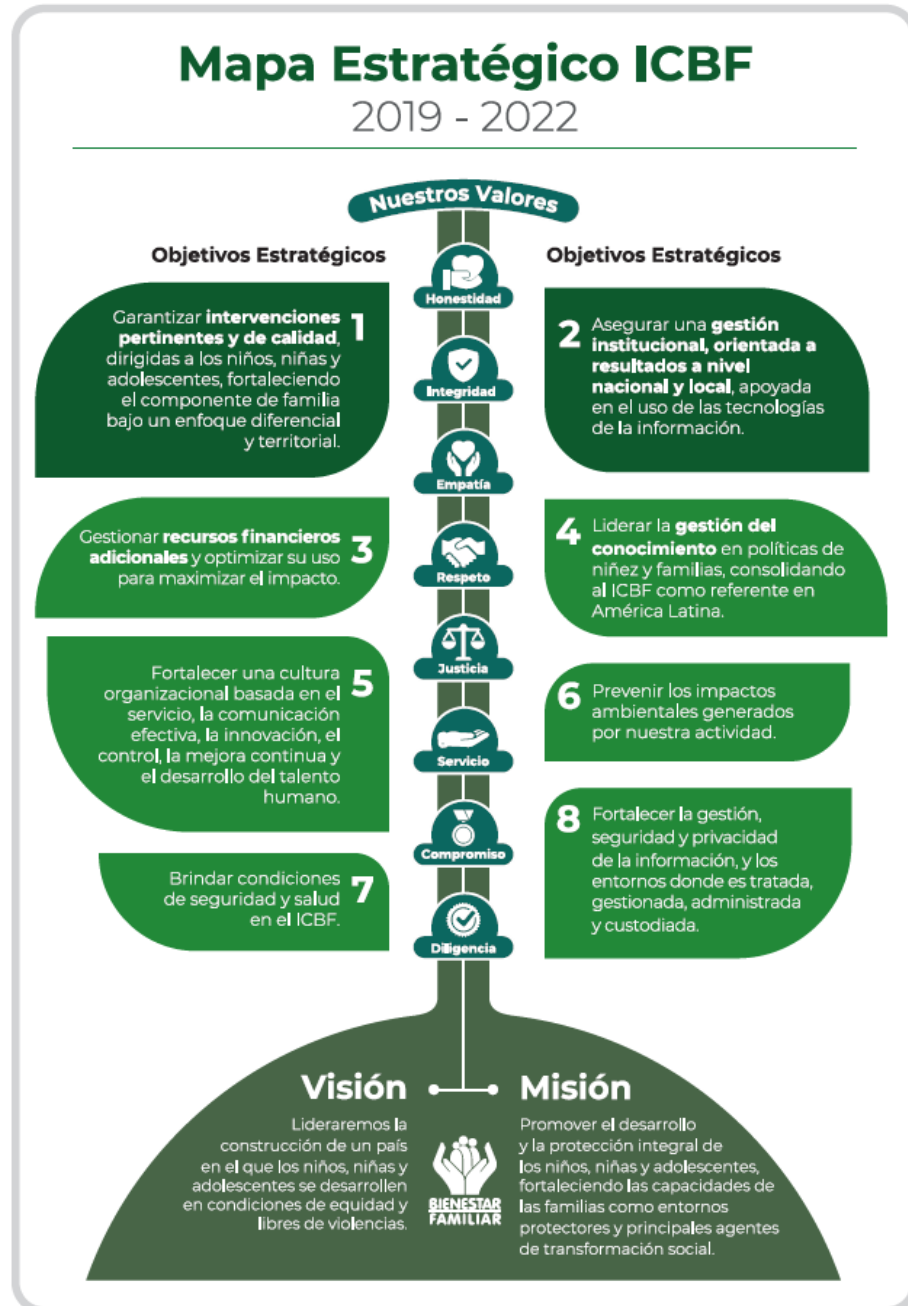 Mapa Estratégico ICBF
2019 - 2022
Nuestros Valores
Objetivos Estratégicos
Objetivos Estratégicos
Honestidad
Integridad
Empatía
Respeto
Justicia
Servicio
Compromiso
Diligencia
1
Garantizar intervenciones
pertinentes y de calidad,
dirigidas a los niños, niñas y
adolescentes, fortaleciendo
el componente de familia
bajo un enfoque diferencial
y territorial.
2
Asegurar una gestión
institucional, orientada a
resultados a nivel
nacional y local, apoyada
en el uso de las tecnologías
de la información.
3
Gestionar recursos financieros
adicionales y optimizar su uso
para maximizar el impacto.
4
Liderar la gestión del
conocimiento en políticas de
niñez y familias, consolidando
al ICBF como referente en
América Latina.
5
Fortalecer una cultura
organizacional basada en el
servicio, la comunicación
efectiva, la innovación, el
control, la mejora continua y
el desarrollo del talento
humano.
6
Prevenir los impactos
ambientales generados
por nuestra actividad.
7
Brindar condiciones
de seguridad y salud
en el ICBF.
8
Fortalecer la gestión,
seguridad y privacidad
de la información, y los
entornos donde es tratada,
gestionada, administrada
y custodiada.
Visión
Lideraremos la
construcción de un país
en el que los niños, niñas y
adolescentes se desarrollen
en condiciones de equidad y
libres de violencias.
BIENESTAR
FAMILIAR
Misión
Promover el desarrollo
y la protección integral de
los niños, niñas y adolescentes,
fortaleciendo las capacidades de
las familias como entornos
protectores y principales agentes
de transformación social.